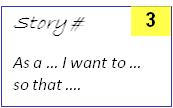 Story # 3
As a ... I want to ...
so that ....